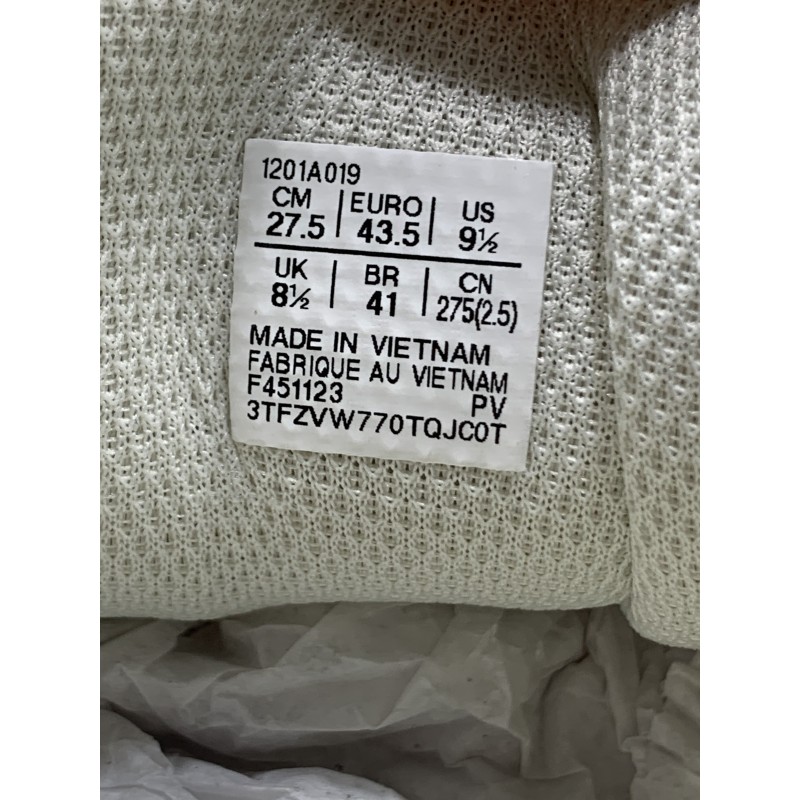 1201A019
CM | EURO | US
27.5 | 43.5 | 9½
UK | BR | CN
8½ | 41 | 275(2.5)
MADE IN VIETNAM
FABRIQUE AU VIETNAM
F451123 PV
3TFZVW770TQJC0T